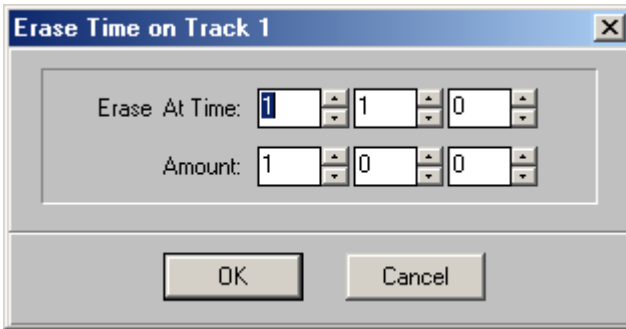 Erase Time on Track 1
Erase At Time: 1 1 0
Amount: 1 0 0
OK Cancel